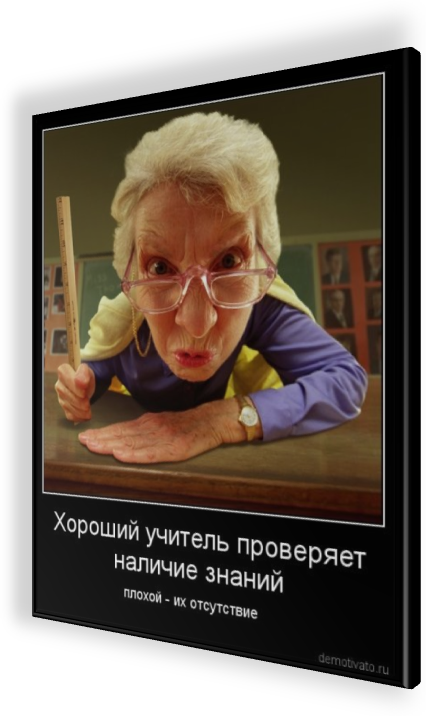 Хороший учитель проверяет
наличие знаний
плохой - их отсутствие
demotivato.ru